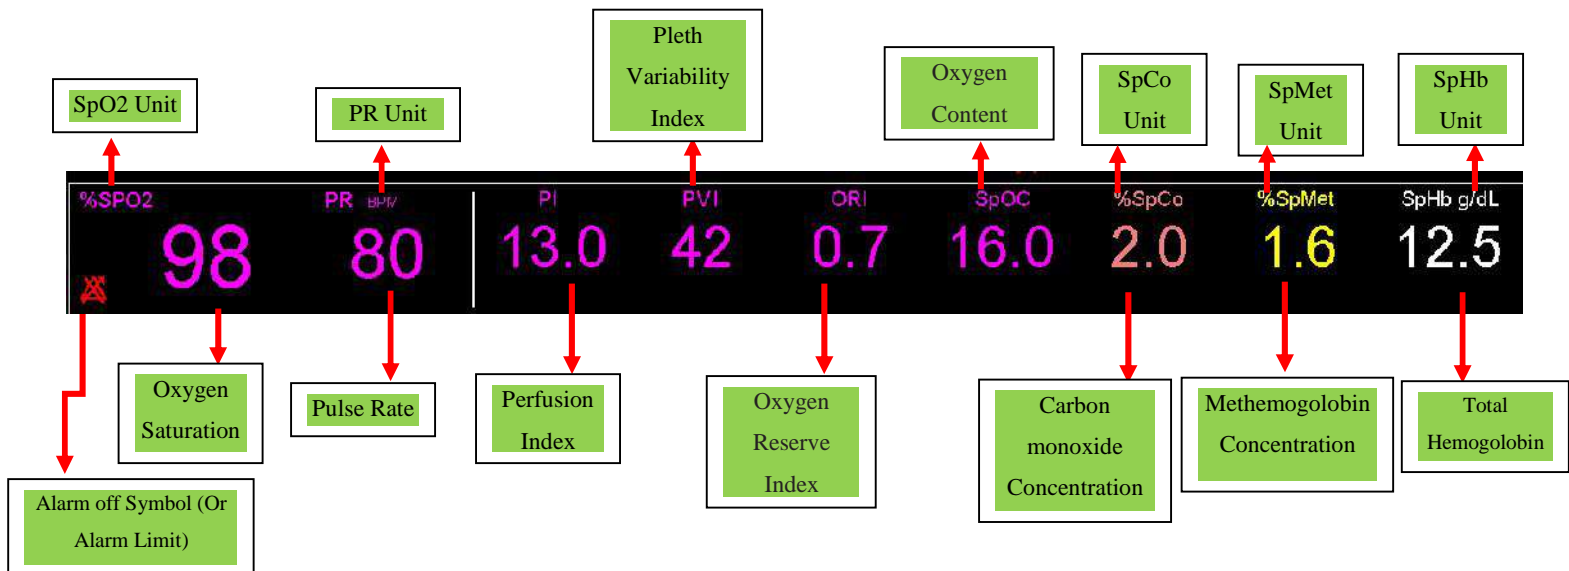 Pleth
Variability
Index
Oxygen
Content
SpCo
Unit
SpMet
Unit
SpHb
Unit
SpO2 Unit
PR Unit
%SPO2
PR BPM
PI
PVI
ORI
SpOC
%SpCo
%SpMet
SpHb g/dL
98
80
13.0
42
0.7
16.0
2.0
1.6
12.5
Oxygen
Saturation
Pulse Rate
Perfusion
Index
Oxygen
Reserve
Index
Carbon
monoxide
Concentration
Methemogolobin
Concentration
Total
Hemogolobin
Alarm off Symbol (Or
Alarm Limit)